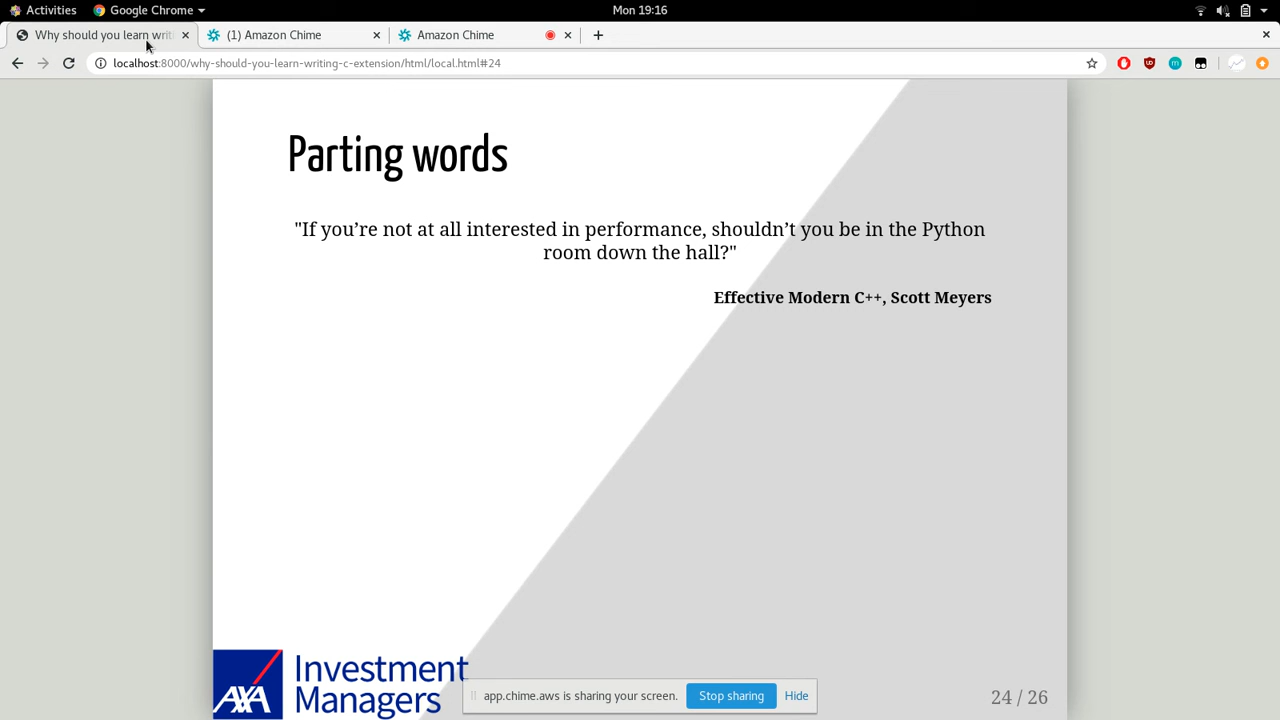 Activities
Google Chrome
Mon 19:16
Why should you learn writi
(1) Amazon Chime
Amazon Chime
localhost:8000/why-should-you-learn-writing-c-extension/html/local.html#24
Parting words
"If you’re not at all interested in performance, shouldn’t you be in the Python
room down the hall?"
Effective Modern C++, Scott Meyers
AXA
Investment
Managers
app.chime.aws is sharing your screen.
Stop sharing
Hide
24 / 26